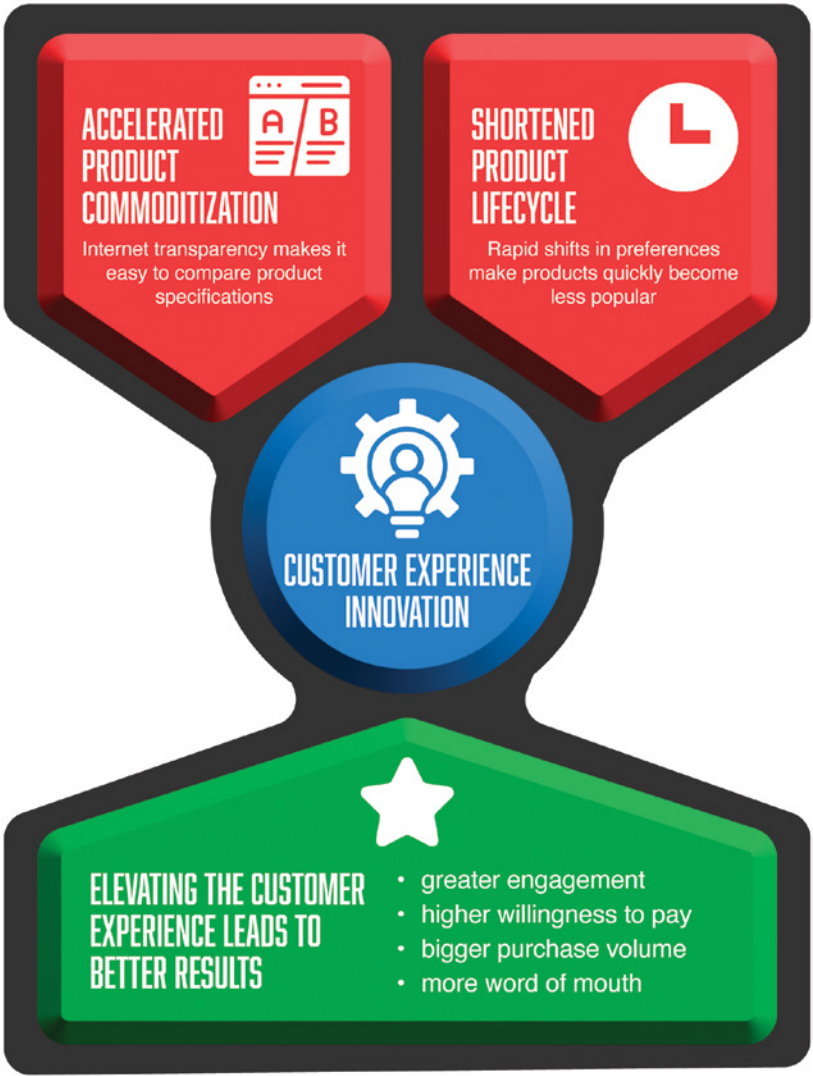 ACCELERATED
PRODUCT
COMMODITIZATION
A B
Internet transparency makes it
easy to compare product
specifications
SHORTENED
PRODUCT
LIFECYCLE
Rapid shifts in preferences
make products quickly become
less popular
CUSTOMER EXPERIENCE
INNOVATION
ELEVATING THE CUSTOMER
EXPERIENCE LEADS TO
BETTER RESULTS
• greater engagement
• higher willingness to pay
• bigger purchase volume
• more word of mouth